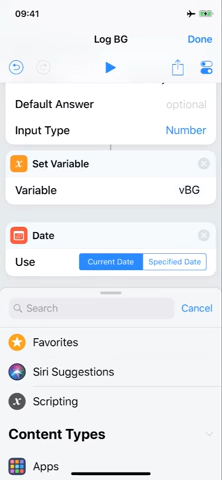 09:41
Log BG
Done
Default Answer optional
Input Type Number
Set Variable
Variable vBG
Date
Use Current Date Specified Date
Search Cancel
Favorites
Siri Suggestions
Scripting
Content Types
Apps